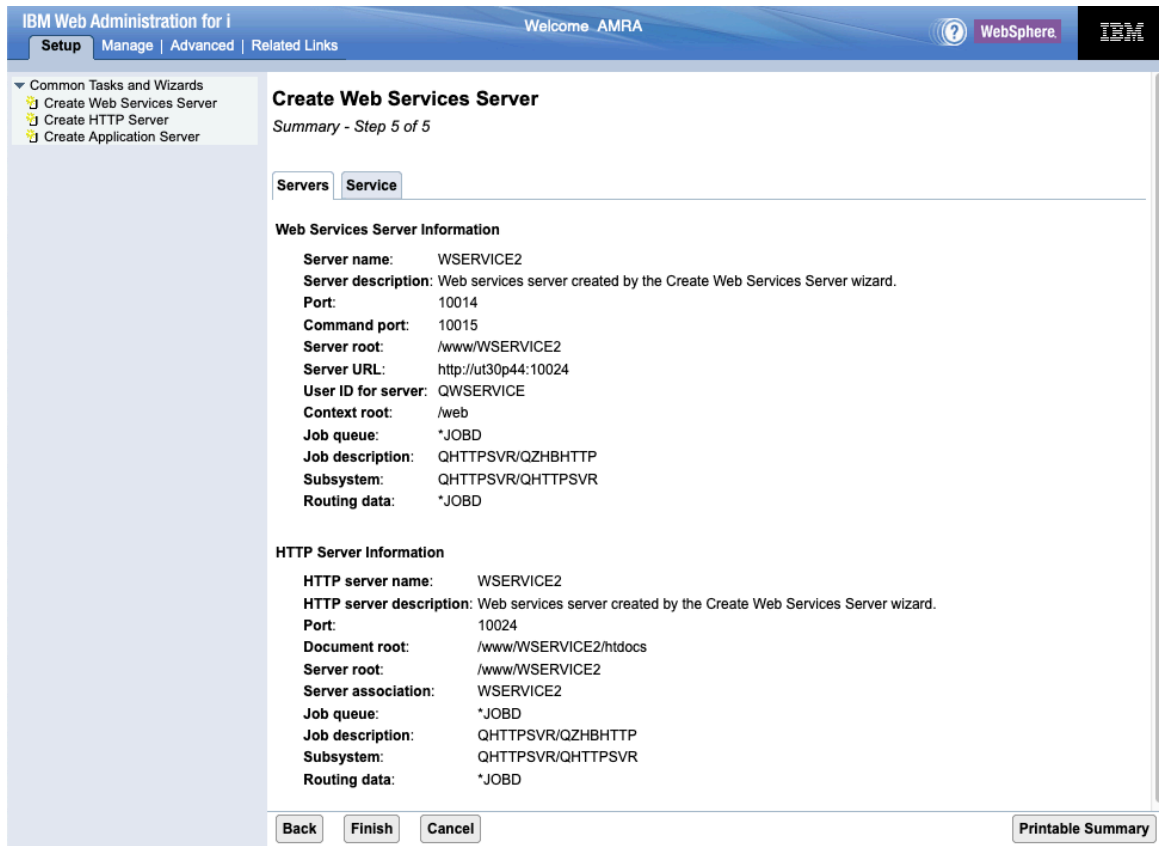 IBM Web Administration for i
Welcome AMRA
? WebSphere. IBM
Setup Manage | Advanced | Related Links
Common Tasks and Wizards
Create Web Services Server
Create HTTP Server
Create Application Server
Create Web Services Server
Summary - Step 5 of 5
Servers Service
Web Services Server Information
Server name: WSERVICE2
Server description: Web services server created by the Create Web Services Server wizard.
Port: 10014
Command port: 10015
Server root: /www/WSERVICE2
Server URL: http://ut30p44:10024
User ID for server: QWSERVICE
Context root: /web
Job queue: *JOBD
Job description: QHTTPSVR/QZHBHTTP
Subsystem: QHTTPSVR/QHTTPSVR
Routing data: *JOBD
HTTP Server Information
HTTP server name: WSERVICE2
HTTP server description: Web services server created by the Create Web Services Server wizard.
Port: 10024
Document root: /www/WSERVICE2/htdocs
Server root: /www/WSERVICE2
Server association: WSERVICE2
Job queue: *JOBD
Job description: QHTTPSVR/QZHBHTTP
Subsystem: QHTTPSVR/QHTTPSVR
Routing data: *JOBD
Back Finish Cancel Printable Summary